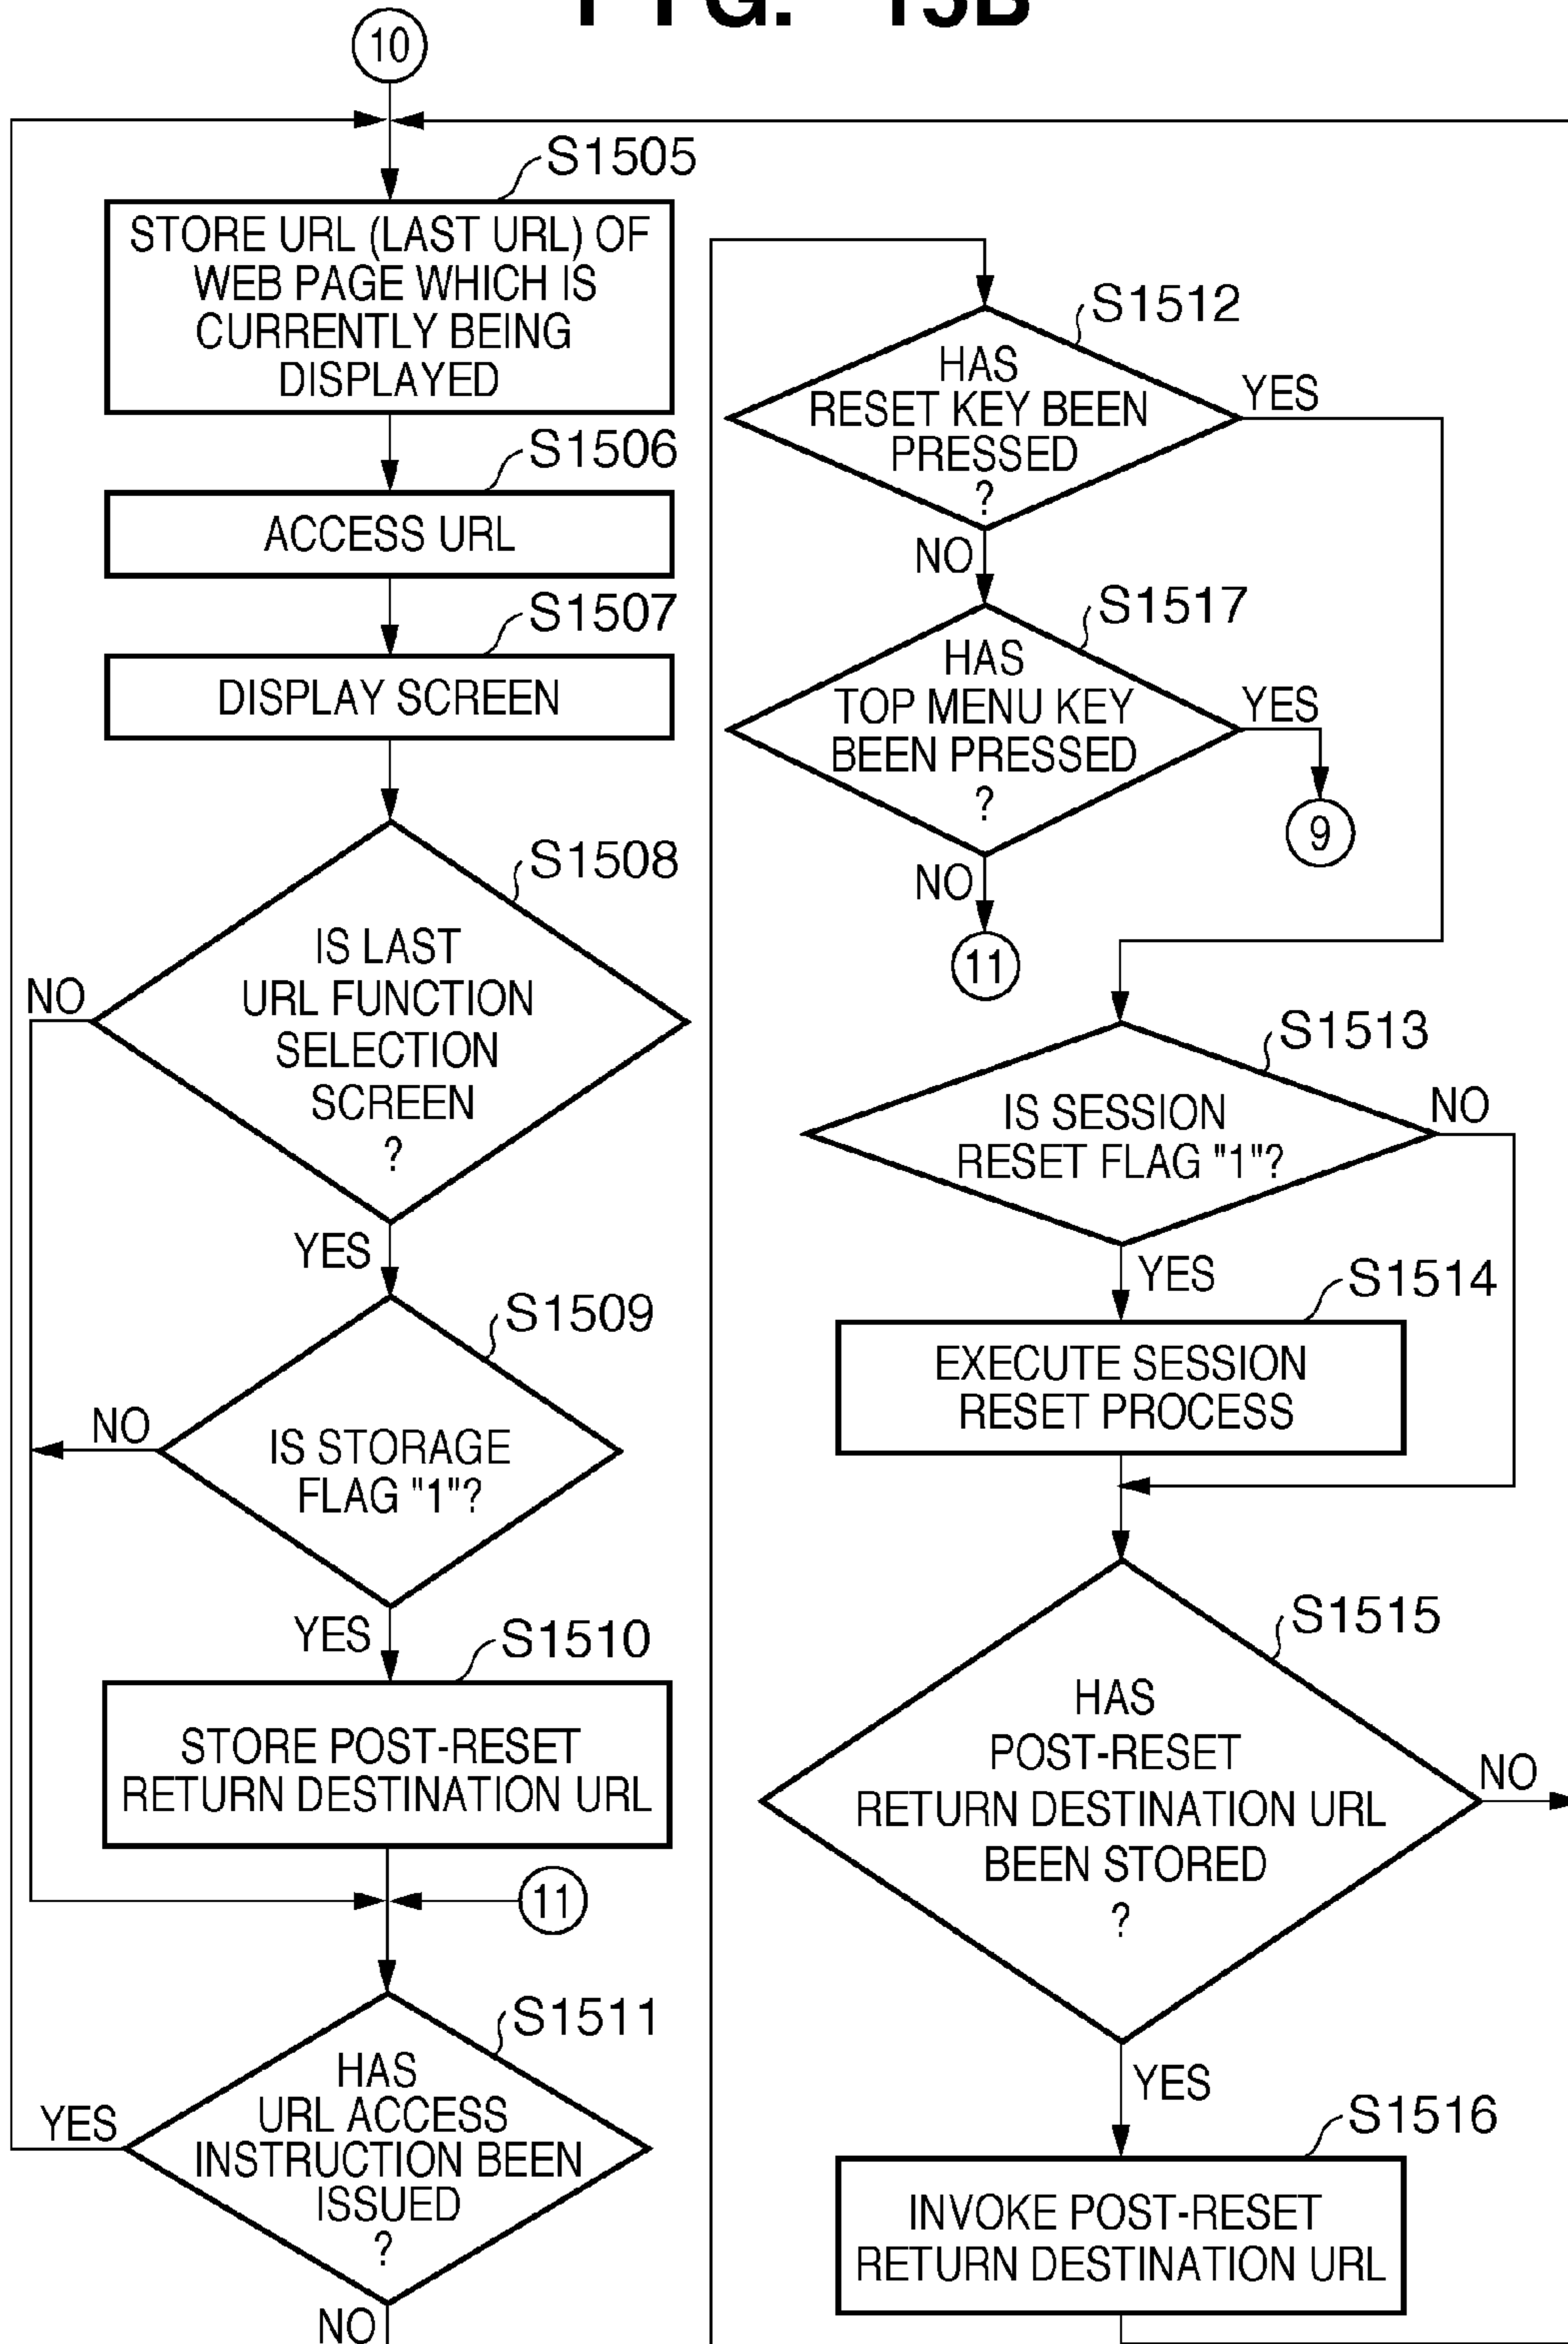 FIG. 15B
10
S1505
STORE URL (LAST URL) OF
WEB PAGE WHICH IS
CURRENTLY BEING
DISPLAYED
S1506
ACCESS URL
S1507
DISPLAY SCREEN
S1508
IS LAST
URL FUNCTION
SELECTION
SCREEN
?
NO
YES
S1509
IS STORAGE
FLAG "1"?
NO
YES
S1510
STORE POST-RESET
RETURN DESTINATION URL
11
S1511
HAS
URL ACCESS
INSTRUCTION BEEN
ISSUED
?
YES
NO
S1512
HAS
RESET KEY BEEN
PRESSED
?
YES
NO
S1517
HAS
TOP MENU KEY
BEEN PRESSED
?
YES
9
NO
11
S1513
IS SESSION
RESET FLAG "1"?
NO
YES
S1514
EXECUTE SESSION
RESET PROCESS
S1515
HAS
POST-RESET
RETURN DESTINATION URL
BEEN STORED
?
NO
YES
S1516
INVOKE POST-RESET
RETURN DESTINATION URL